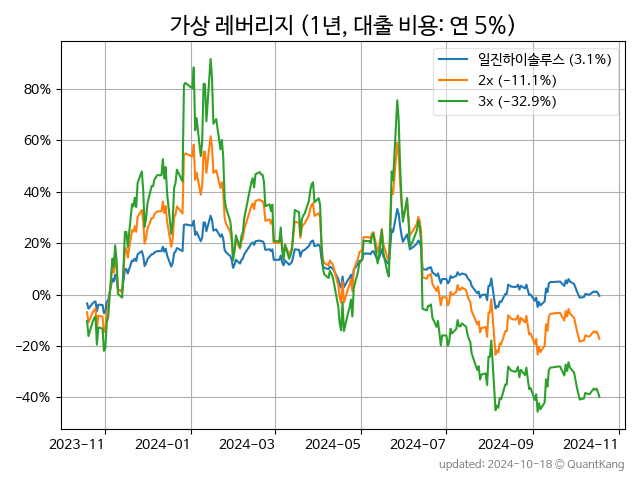 가상 레버리지 (1년, 대출 비용: 연 5%)
일진하이솔루스 (3.1%)
2x (−11.1%)
3x (−32.9%)
80%
60%
40%
20%
0%
−20%
−40%
2023-11
2024-01
2024-03
2024-05
2024-07
2024-09
2024-11
updated: 2024-10-18 © QuantKang